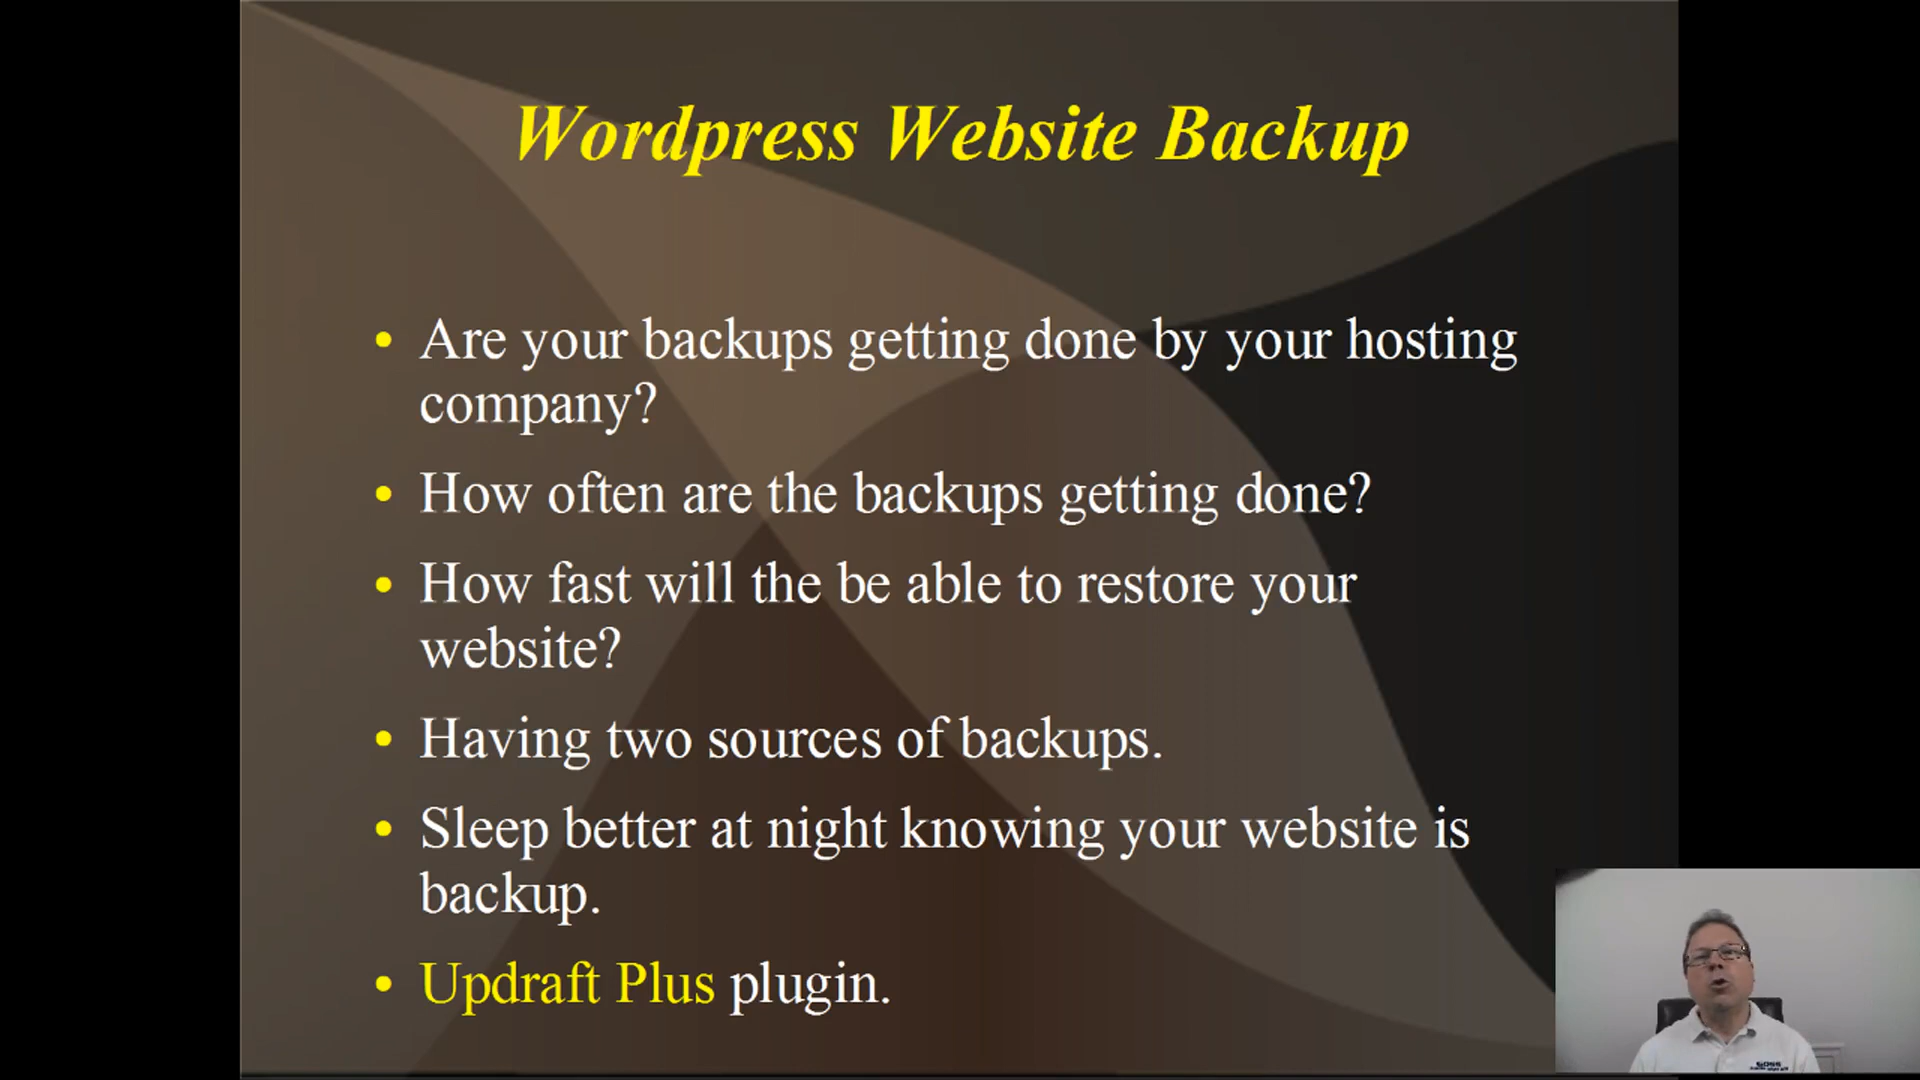 Wordpress Website Backup
• Are your backups getting done by your hosting
company?
• How often are the backups getting done?
• How fast will the be able to restore your
website?
• Having two sources of backups.
• Sleep better at night knowing your website is
backup.
• Updraft Plus plugin.